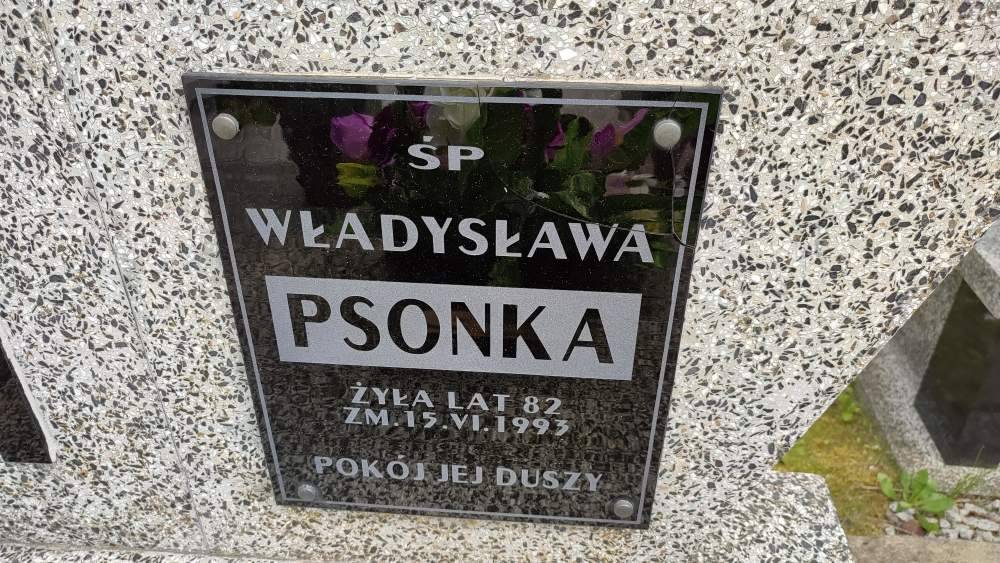 ŚP
WŁADYSŁAWA
PSONKA
ŻYŁA LAT 82
ZM.15.VI.1993
POKÓJ JEJ DUSZY